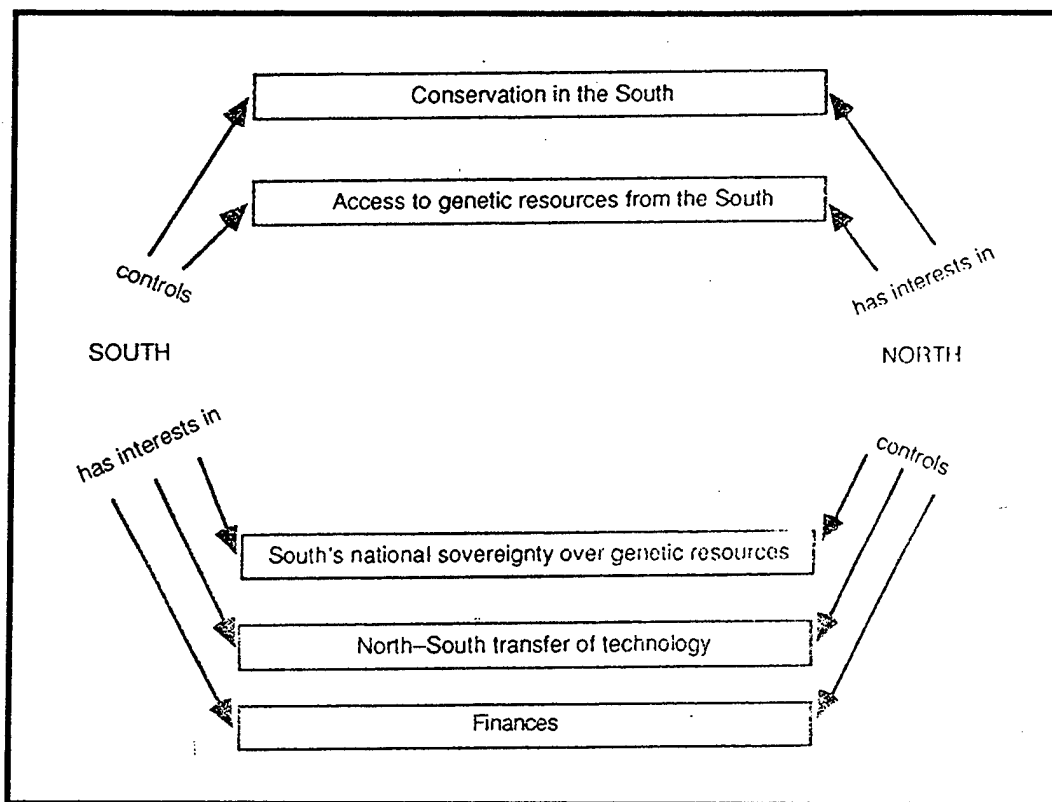 Conservation in the South
Access to genetic resources from the South
controls
has interests in
SOUTH
NORTH
has interests in
controls
South's national sovereignty over genetic resources
North–South transfer of technology
Finances